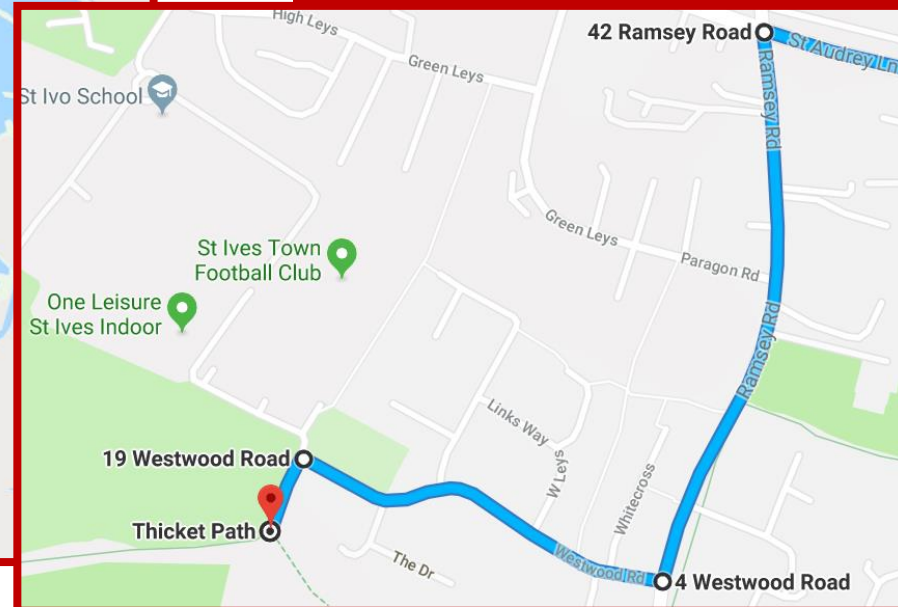 42 Ramsey Road
St Audrey Ln
High Leys
Green Leys
St Ivo School
Ramsey Rd
Green Leys
St Ives Town
Football Club
Paragon Rd
One Leisure
St Ives Indoor
Ramsey Rd
Links Way
19 Westwood Road
W Leys
Whitecross
Thicket Path
The Dr
Westwood Rd
4 Westwood Road